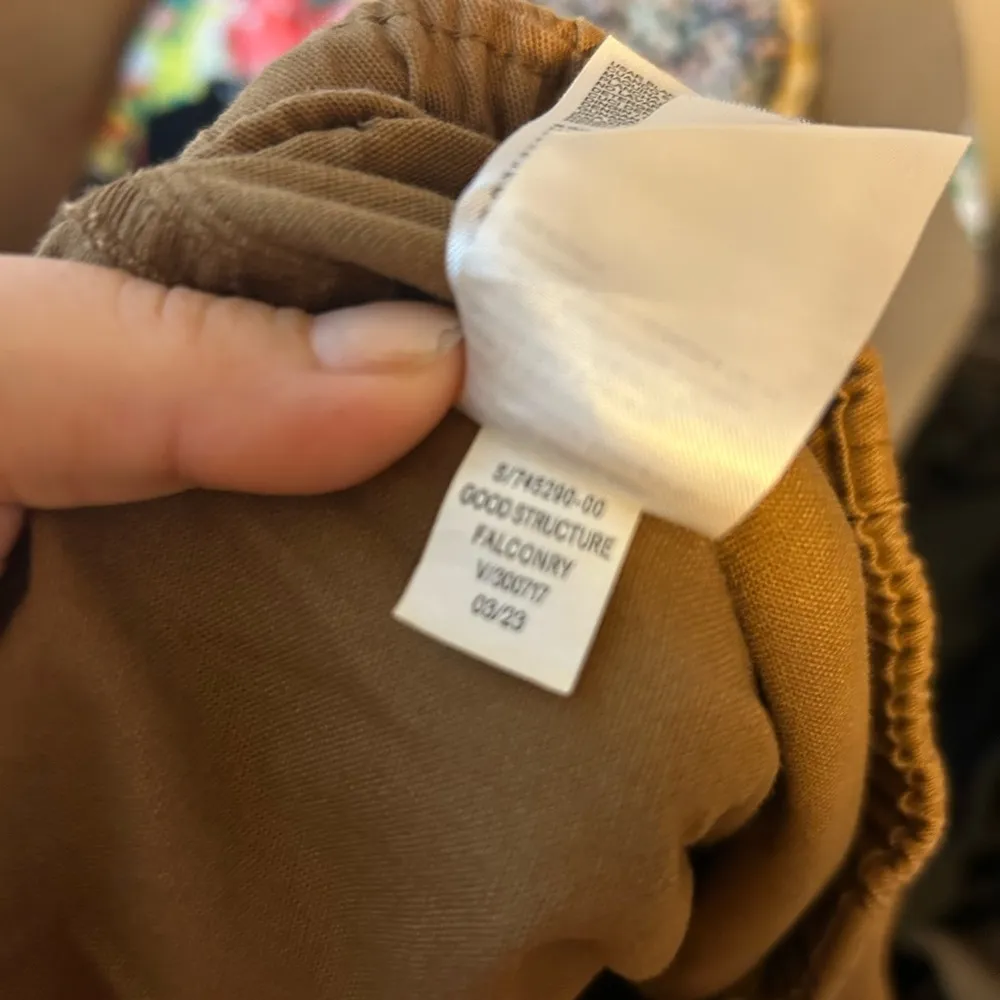 S/745290-00
GOOD STRUCTURE
FALCONRY
V/300717
03/23